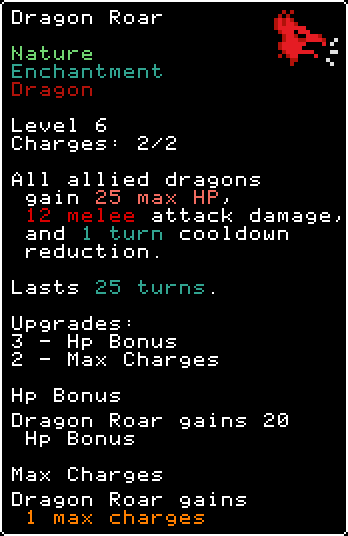 Dragon Roar
Nature
Enchantment
Dragon
Level 6
Charges: 2/2
All allied dragons
gain 25 max HP,
12 melee attack damage,
and 1 turn cooldown
reduction.
Lasts 25 turns.
Upgrades:
3 - Hp Bonus
2 - Max Charges
Hp Bonus
Dragon Roar gains 20
Hp Bonus
Max Charges
Dragon Roar gains
1 max charges